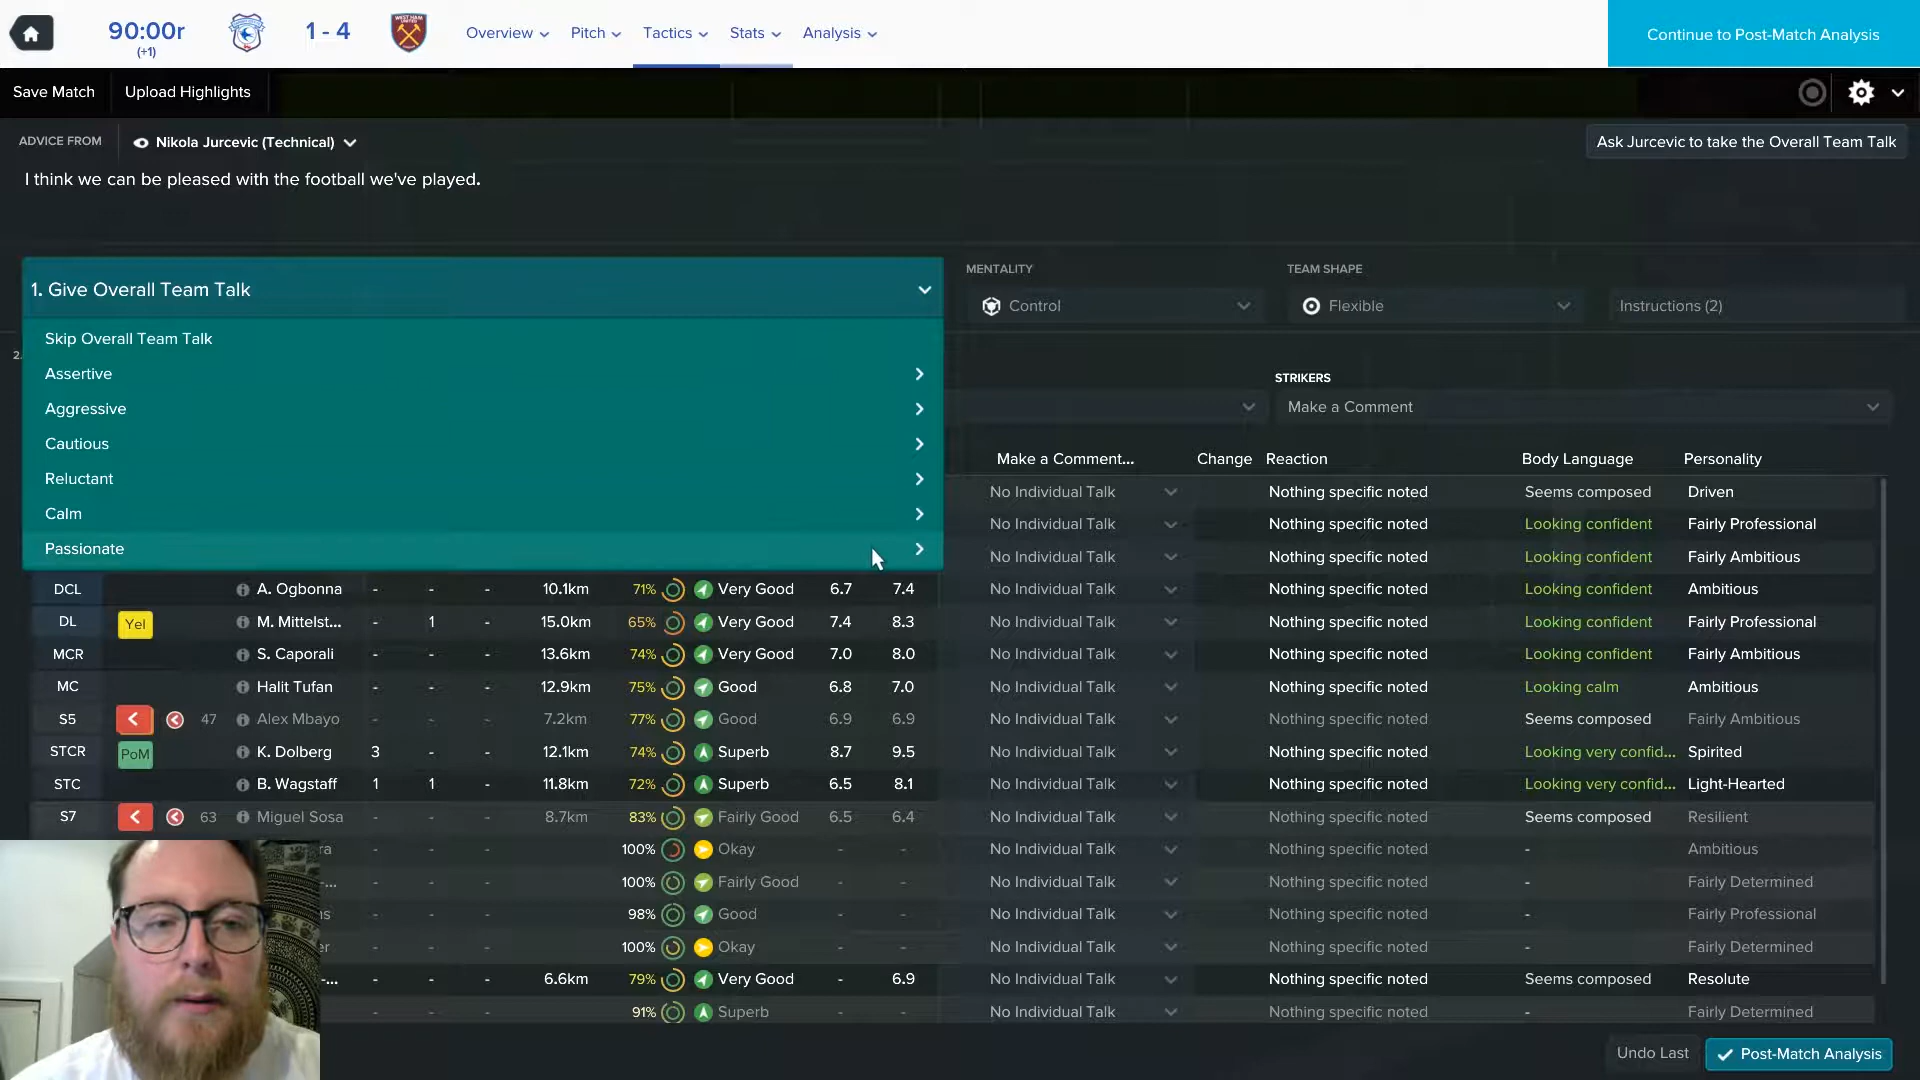 90:00r
(+1)
1 - 4
WEST HAM UNITED
Overview
Pitch
Tactics
Stats
Analysis
Continue to Post-Match Analysis
Save Match
Upload Highlights
ADVICE FROM
Nikola Jurcevic (Technical)
Ask Jurcevic to take the Overall Team Talk
I think we can be pleased with the football we've played.
1. Give Overall Team Talk
Skip Overall Team Talk
Assertive
Aggressive
Cautious
Reluctant
Calm
Passionate
2.
MENTALITY
TEAM SHAPE
Control
Flexible
Instructions (2)
STRIKERS
Make a Comment
Make a Comment... Change Reaction Body Language Personality
No Individual Talk Nothing specific noted Seems composed Driven
No Individual Talk Nothing specific noted Looking confident Fairly Professional
No Individual Talk Nothing specific noted Looking confident Fairly Ambitious
DCL A. Ogbonna - - - 10.1km 71% Very Good 6.7 7.4 No Individual Talk Nothing specific noted Looking confident Ambitious
DL Yel M. Mittelst... - 1 - 15.0km 65% Very Good 7.4 8.3 No Individual Talk Nothing specific noted Looking confident Fairly Professional
MCR S. Caporali - - - 13.6km 74% Very Good 7.0 8.0 No Individual Talk Nothing specific noted Looking confident Fairly Ambitious
MC Halit Tufan - - - 12.9km 75% Good 6.8 7.0 No Individual Talk Nothing specific noted Looking calm Ambitious
S5 47 Alex Mbayo - - - 7.2km 77% Good 6.9 6.9 No Individual Talk Nothing specific noted Seems composed Fairly Ambitious
STCR PoM K. Dolberg 3 - - 12.1km 74% Superb 8.7 9.5 No Individual Talk Nothing specific noted Looking very confid... Spirited
STC B. Wagstaff 1 1 - 11.8km 72% Superb 6.5 8.1 No Individual Talk Nothing specific noted Looking very confid... Light-Hearted
S7 63 Miguel Sosa - - - 8.7km 83% Fairly Good 6.5 6.4 No Individual Talk Nothing specific noted Seems composed Resilient
ra - - - 100% Okay - - No Individual Talk Nothing specific noted - Ambitious
-... - - - 100% Fairly Good - - No Individual Talk Nothing specific noted - Fairly Determined
ns - - - 98% Good - - No Individual Talk Nothing specific noted - Fairly Professional
er - - - 100% Okay - - No Individual Talk Nothing specific noted - Fairly Determined
-... - - - 6.6km 79% Very Good - 6.9 No Individual Talk Nothing specific noted Seems composed Resolute
- - - 91% Superb - - No Individual Talk Nothing specific noted - Fairly Determined
Undo Last
Post-Match Analysis